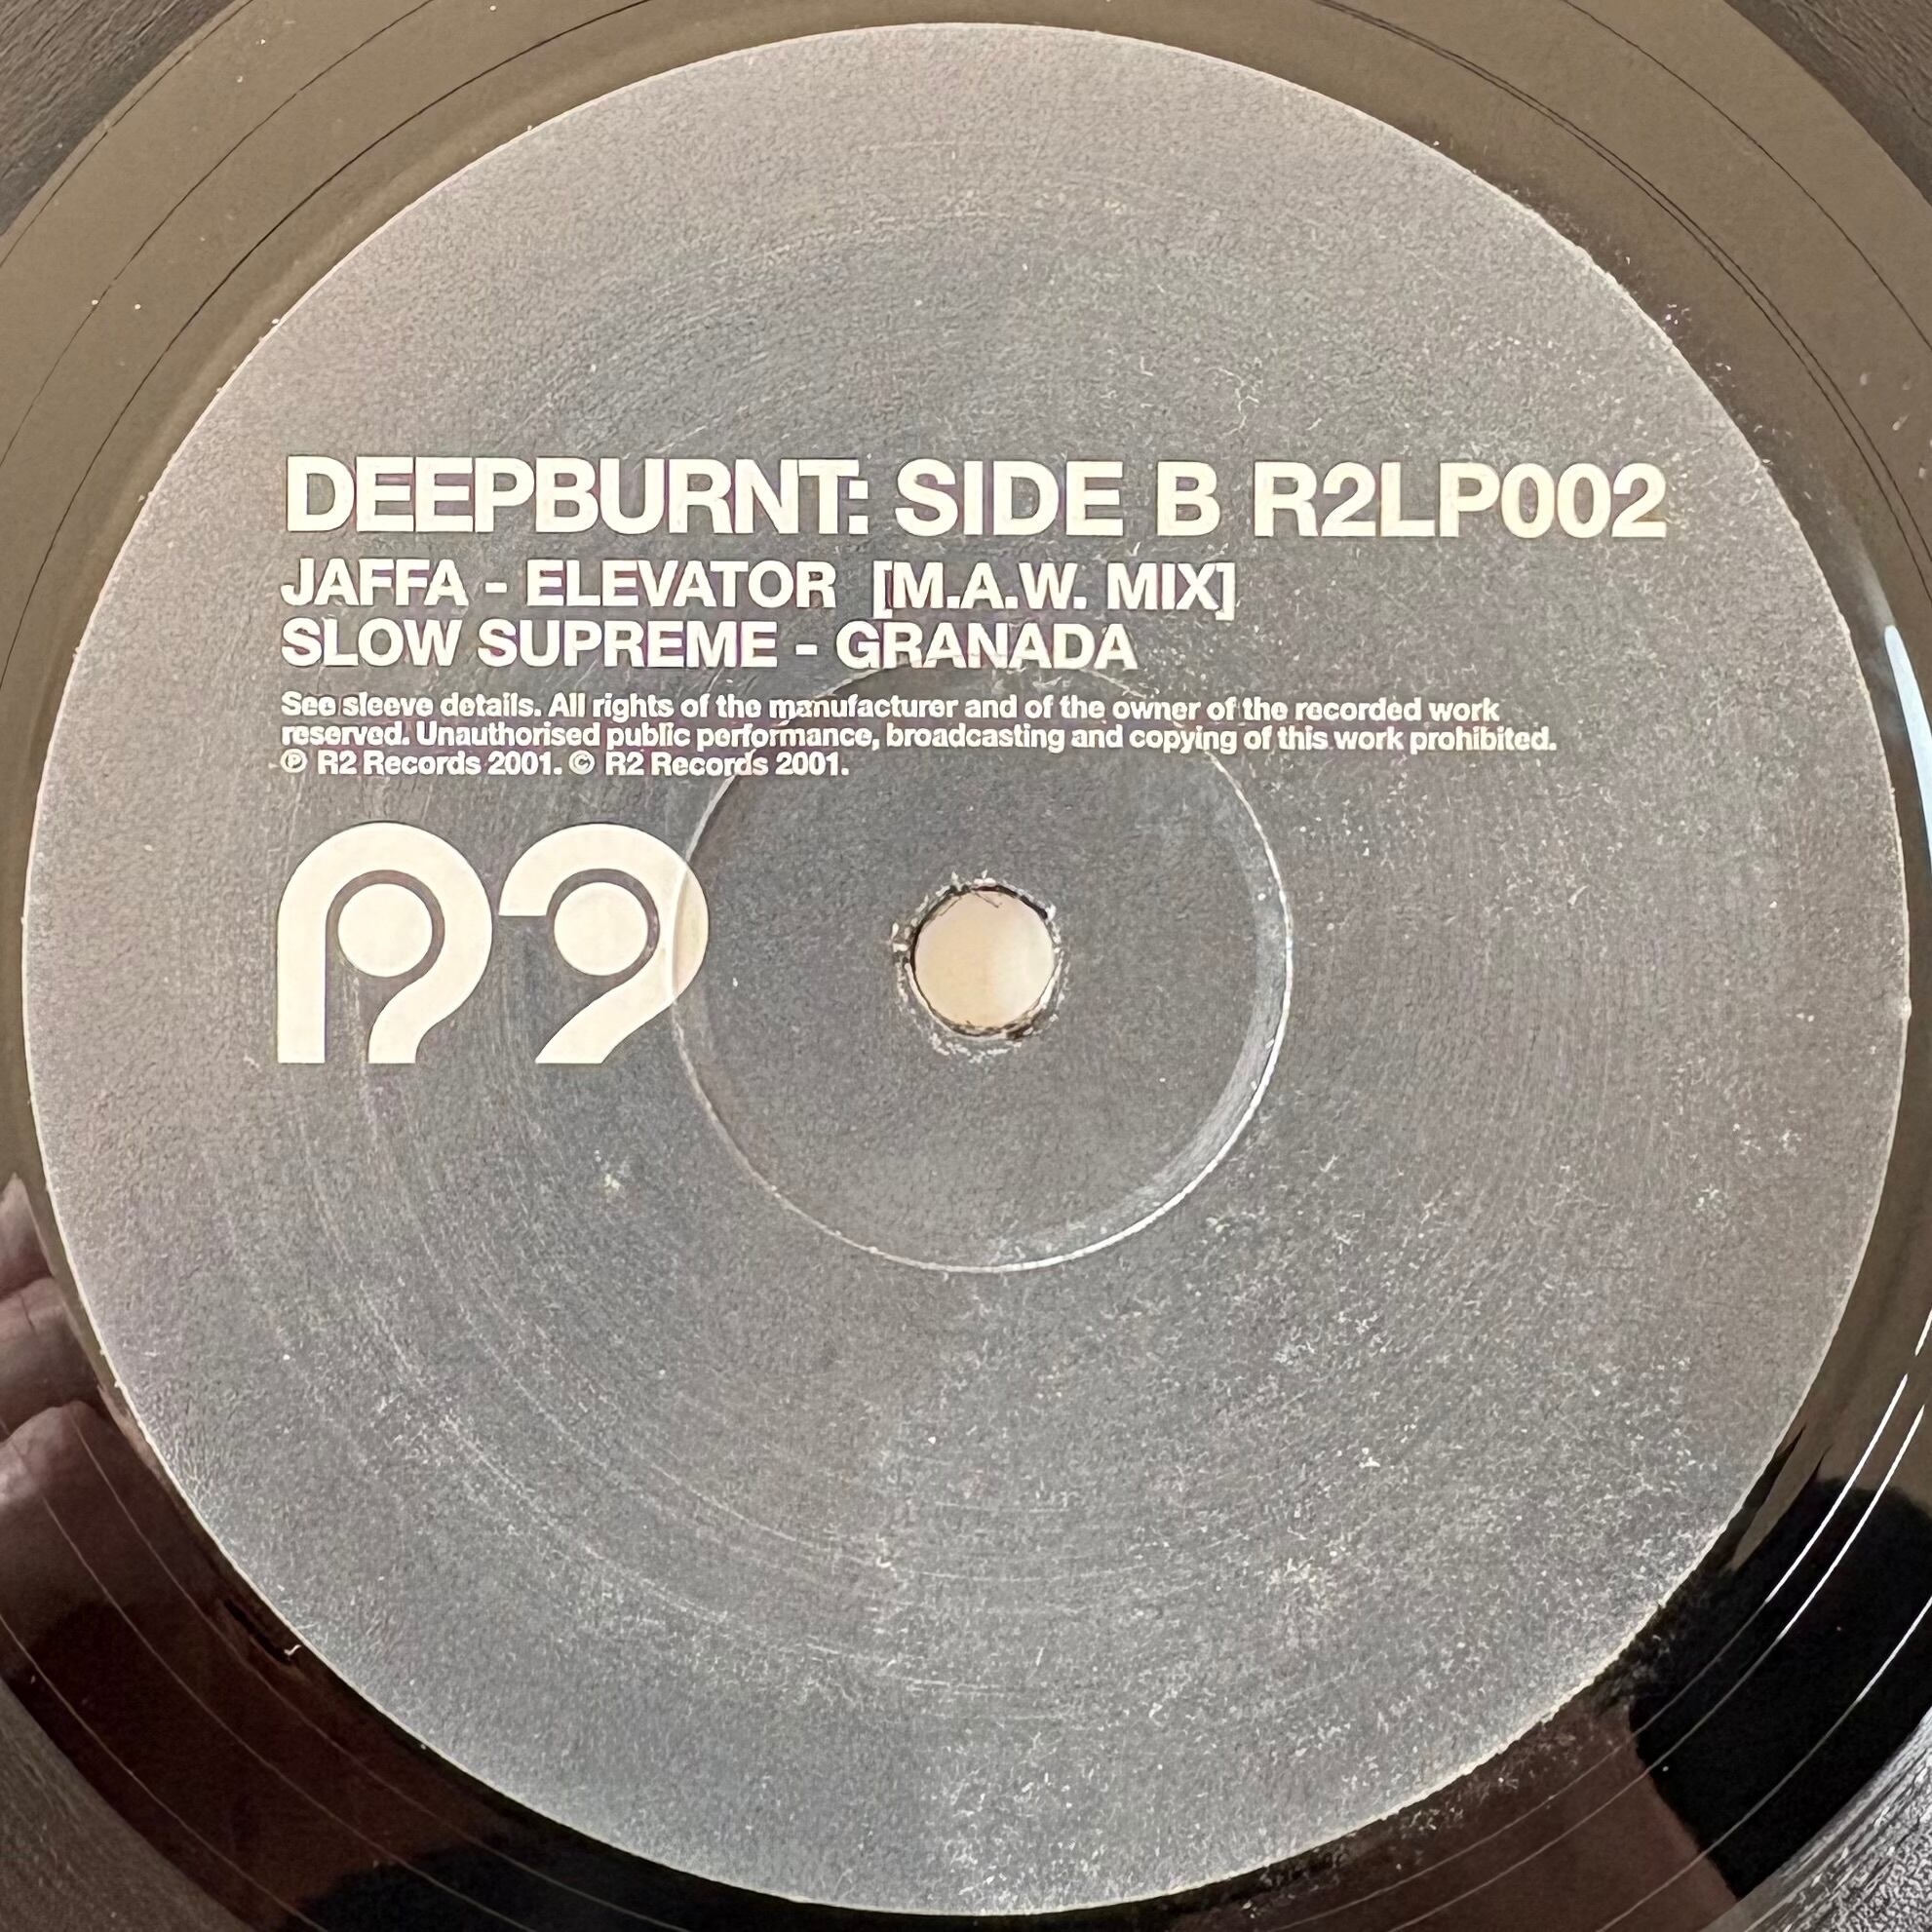 DEEPBURNT: SIDE B R2LP002
JAFFA - ELEVATOR [M.A.W. MIX]
SLOW SUPREME - GRANADA
See sleeve details. All rights of the manufacturer and of the owner of the recorded work
reserved. Unauthorised public performance, broadcasting and copying of this work prohibited.
℗ R2 Records 2001. © R2 Records 2001.
R2